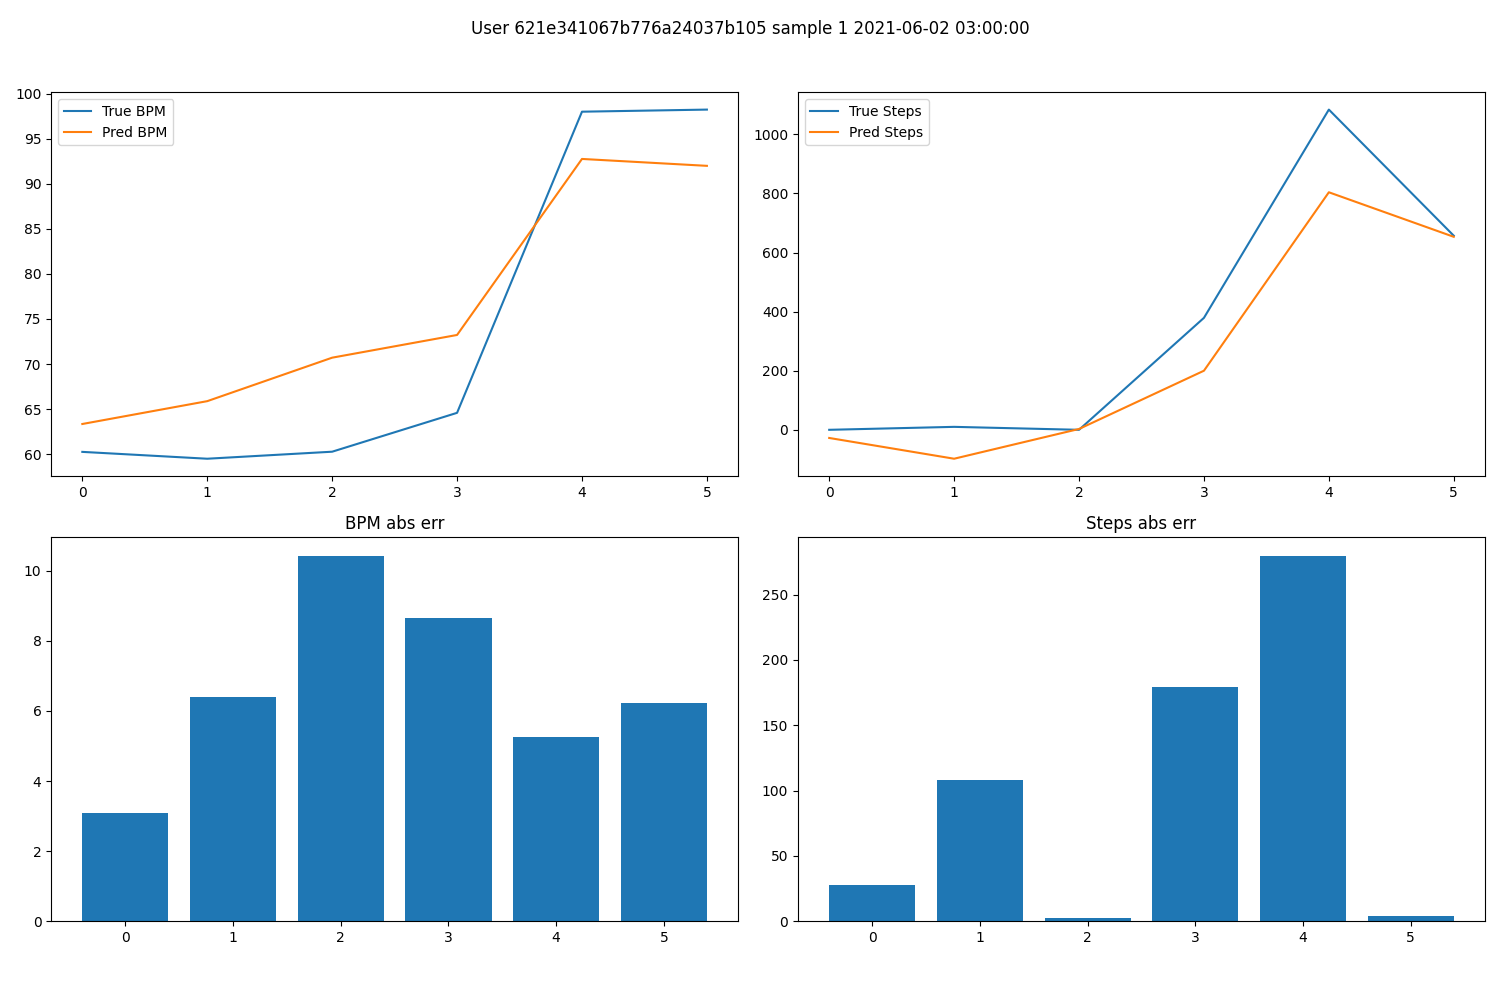 User 621e341067b776a24037b105 sample 1 2021-06-02 03:00:00
True BPM
Pred BPM
100
95
90
85
80
75
70
65
60
0 1 2 3 4 5
True Steps
Pred Steps
1000
800
600
400
200
0
0 1 2 3 4 5
BPM abs err
10
8
6
4
2
0
0 1 2 3 4 5
Steps abs err
250
200
150
100
50
0
0 1 2 3 4 5